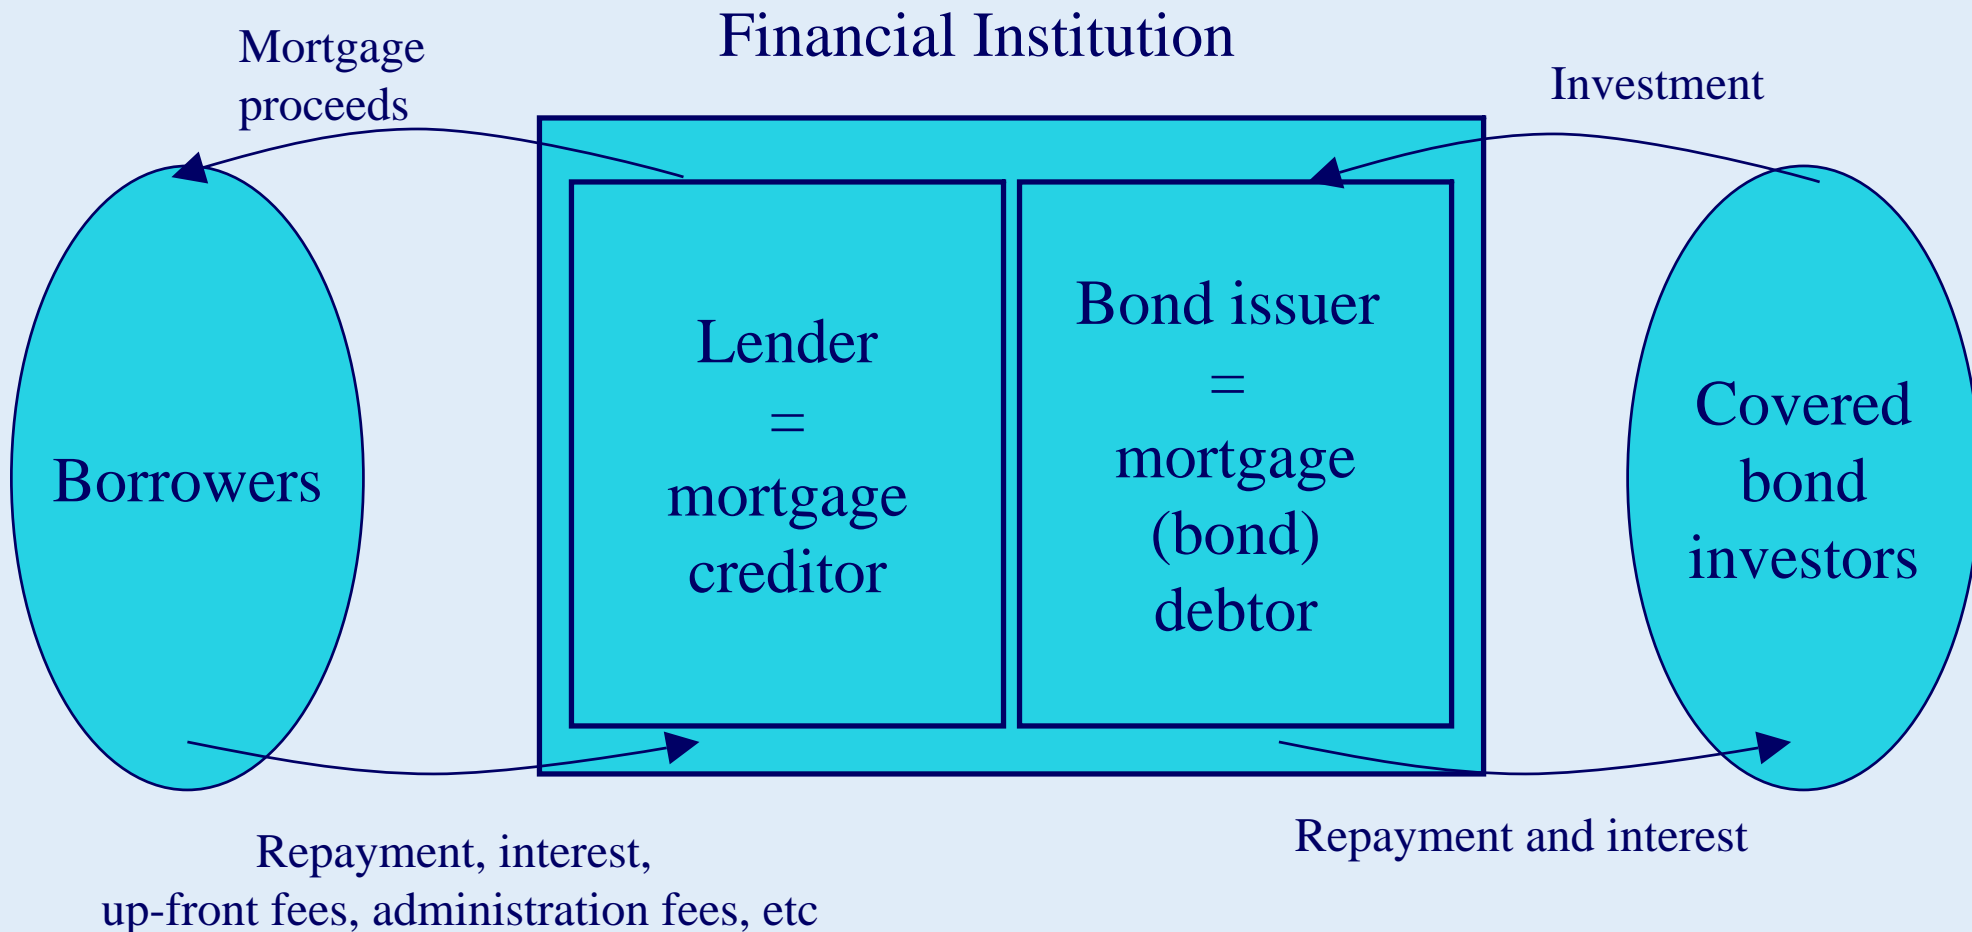 Financial Institution
Mortgage
proceeds
Investment
Borrowers
Lender
=
mortgage
creditor
Bond issuer
=
mortgage
(bond)
debtor
Covered
bond
investors
Repayment, interest,
up-front fees, administration fees, etc
Repayment and interest